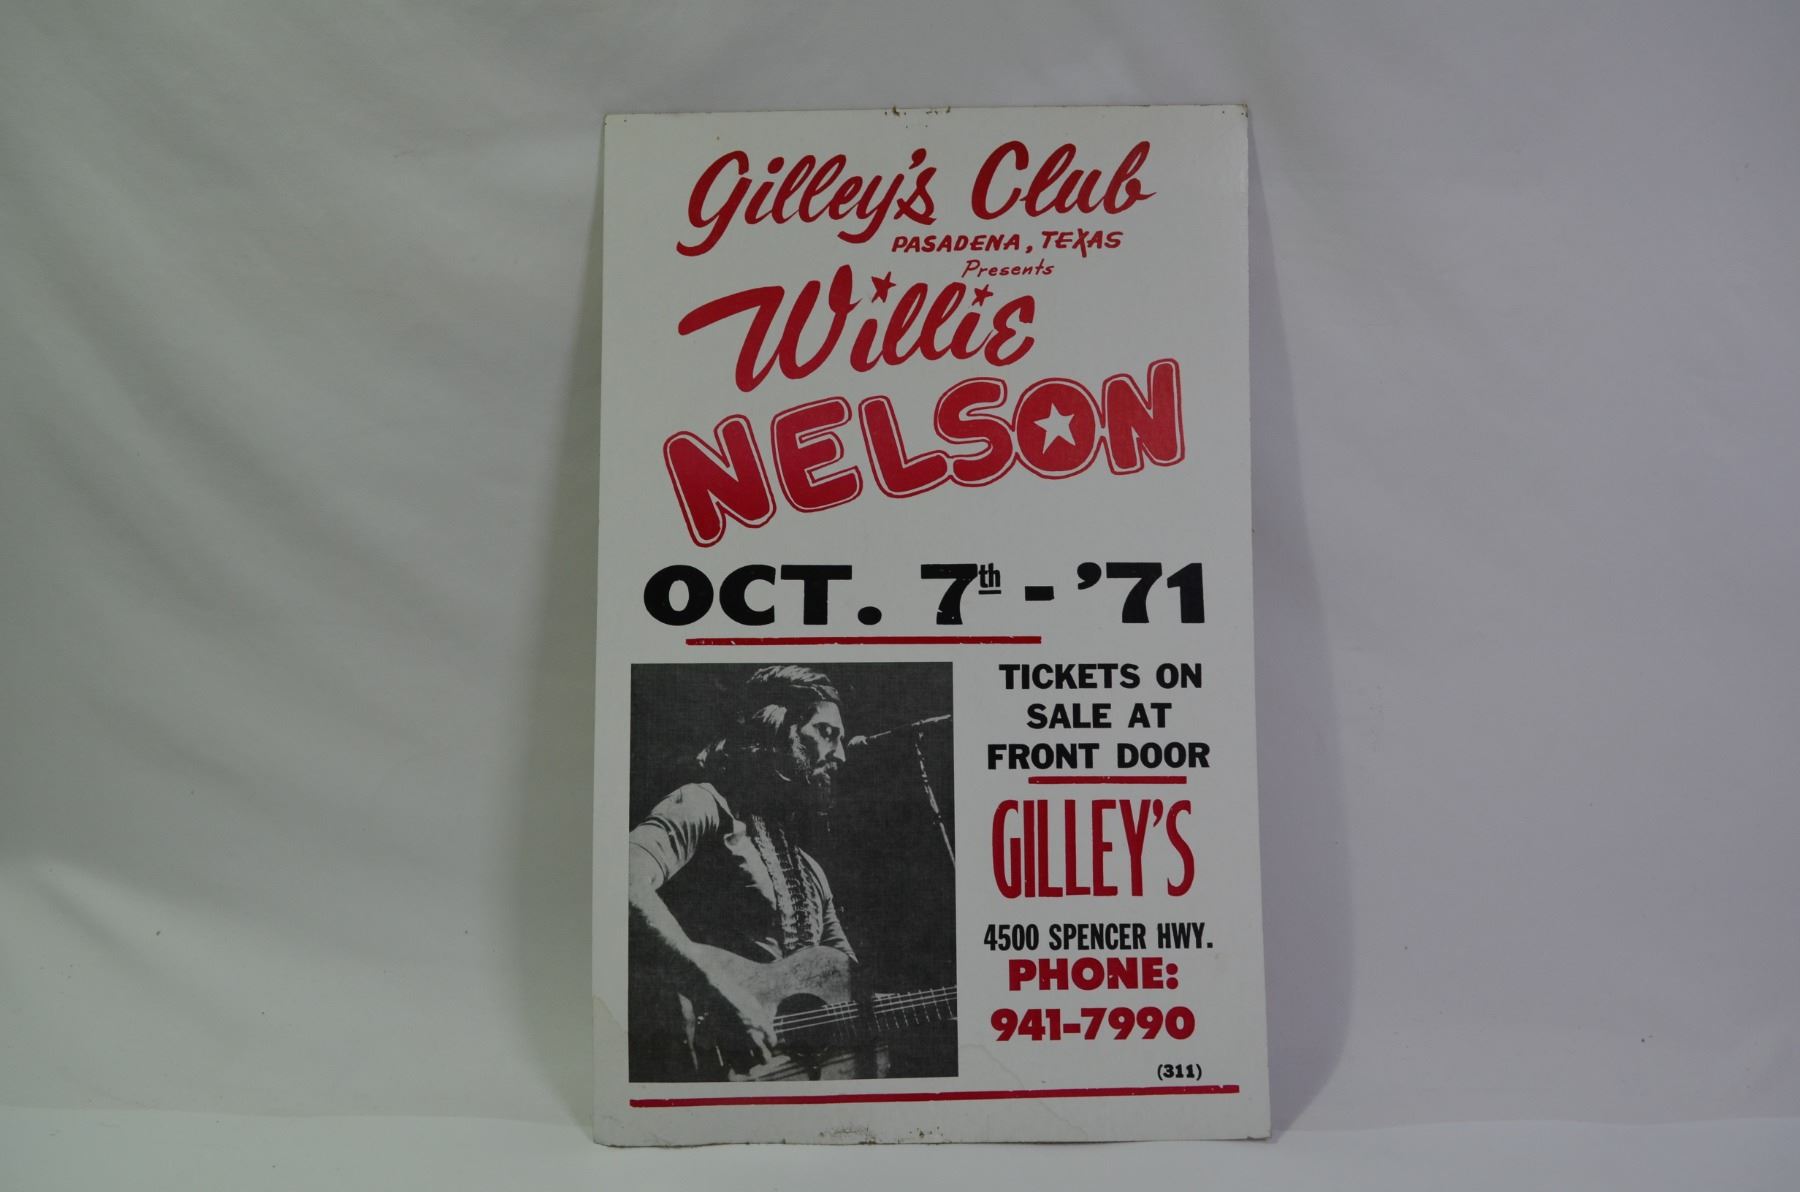 Gilley's Club
PASADENA, TEXAS
Presents
Willie
NELSON
OCT. 7th - '71
TICKETS ON
SALE AT
FRONT DOOR
GILLEY'S
4500 SPENCER HWY.
PHONE:
941-7990
(311)